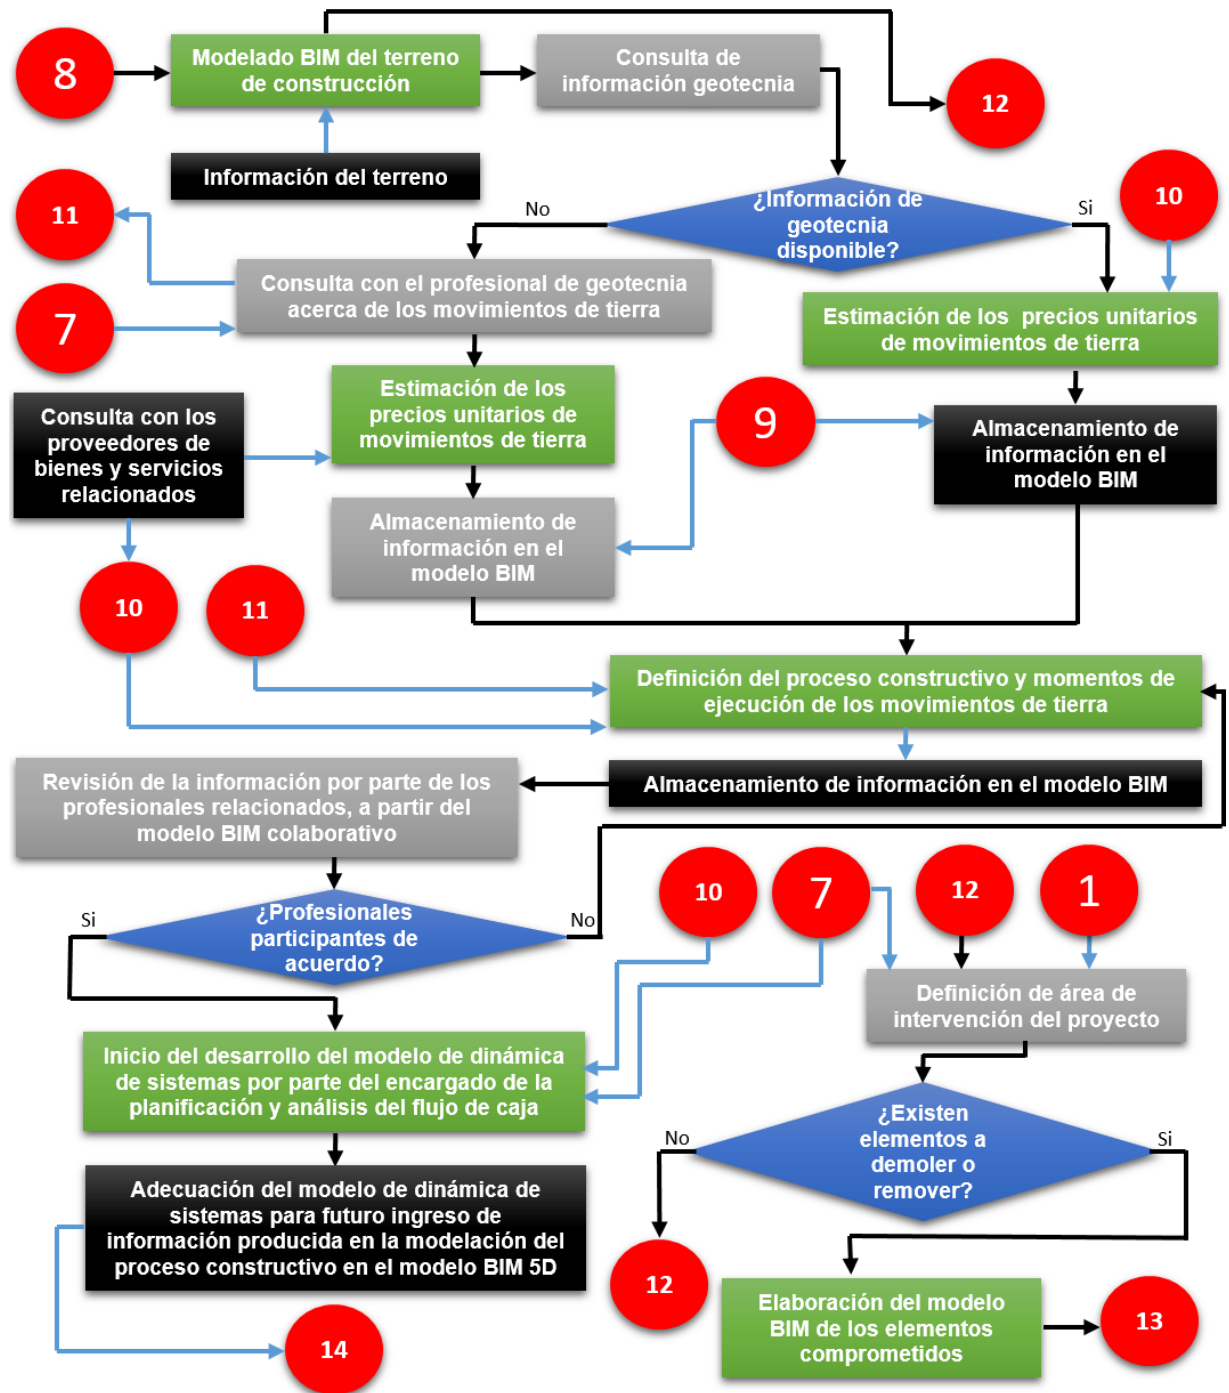 8
Modelado BIM del terreno
de construcción
Consulta de
información geotecnia
12
Información del terreno
11
No
¿Información de
geotecnia
disponible?
Si
10
Consulta con el profesional de geotecnia
acerca de los movimientos de tierra
7
Estimación de los precios unitarios
de movimientos de tierra
Estimación de los
precios unitarios de
movimientos de tierra
Consulta con los
proveedores de
bienes y servicios
relacionados
9
Almacenamiento de
información en el
modelo BIM
Almacenamiento de
información en el
modelo BIM
10
11
Definición del proceso constructivo y momentos de
ejecución de los movimientos de tierra
Revisión de la información por parte de los
profesionales relacionados, a partir del
modelo BIM colaborativo
Almacenamiento de información en el modelo BIM
10
7
12
1
Si
¿Profesionales
participantes de
acuerdo?
No
Definición de área de
intervención del proyecto
Inicio del desarrollo del modelo de dinámica
de sistemas por parte del encargado de la
planificación y análisis del flujo de caja
No
¿Existen
elementos a
demoler o
remover?
Si
Adecuación del modelo de dinámica de
sistemas para futuro ingreso de
información producida en la modelación del
proceso constructivo en el modelo BIM 5D
12
Elaboración del modelo
BIM de los elementos
comprometidos
13
14